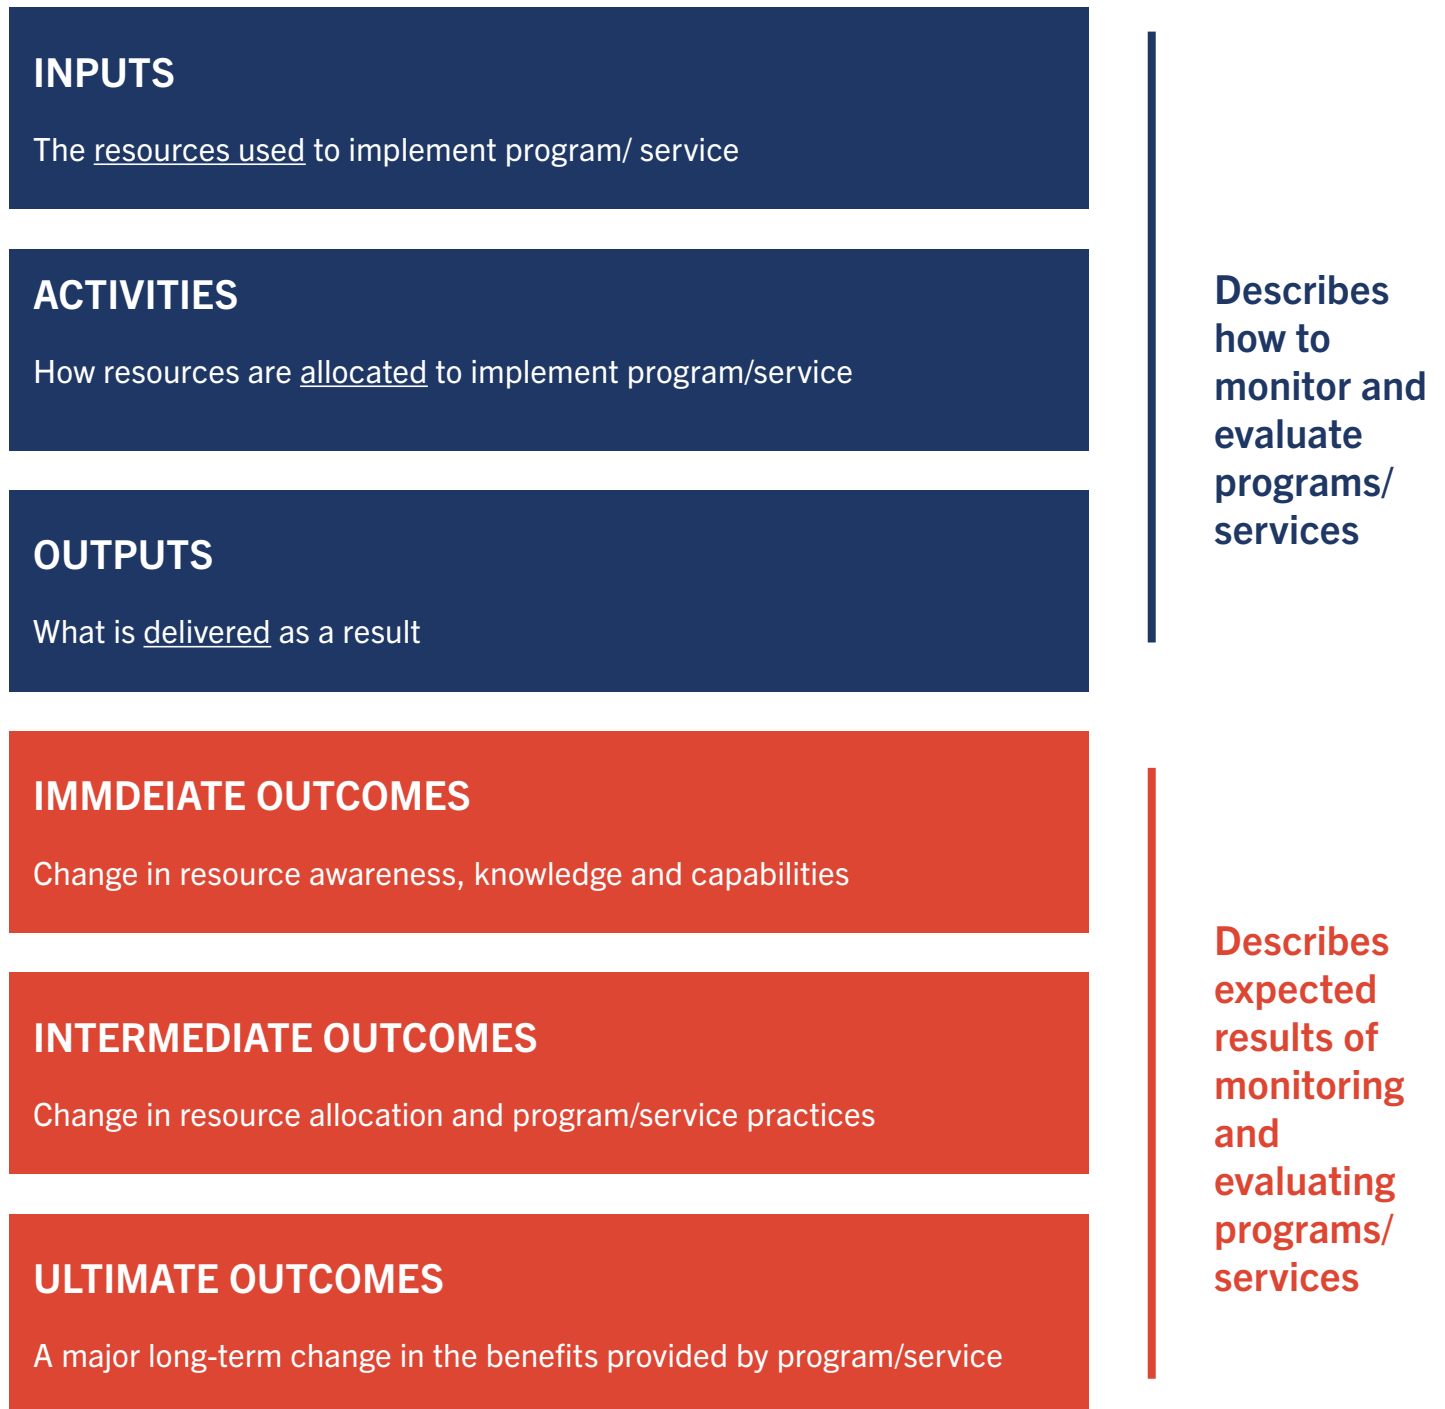 INPUTS
The resources used to implement program/ service
ACTIVITIES
How resources are allocated to implement program/service
OUTPUTS
What is delivered as a result
Describes
how to
monitor and
evaluate
programs/
services
IMMDEIATE OUTCOMES
Change in resource awareness, knowledge and capabilities
INTERMEDIATE OUTCOMES
Change in resource allocation and program/service practices
ULTIMATE OUTCOMES
A major long-term change in the benefits provided by program/service
Describes
expected
results of
monitoring
and
evaluating
programs/
services